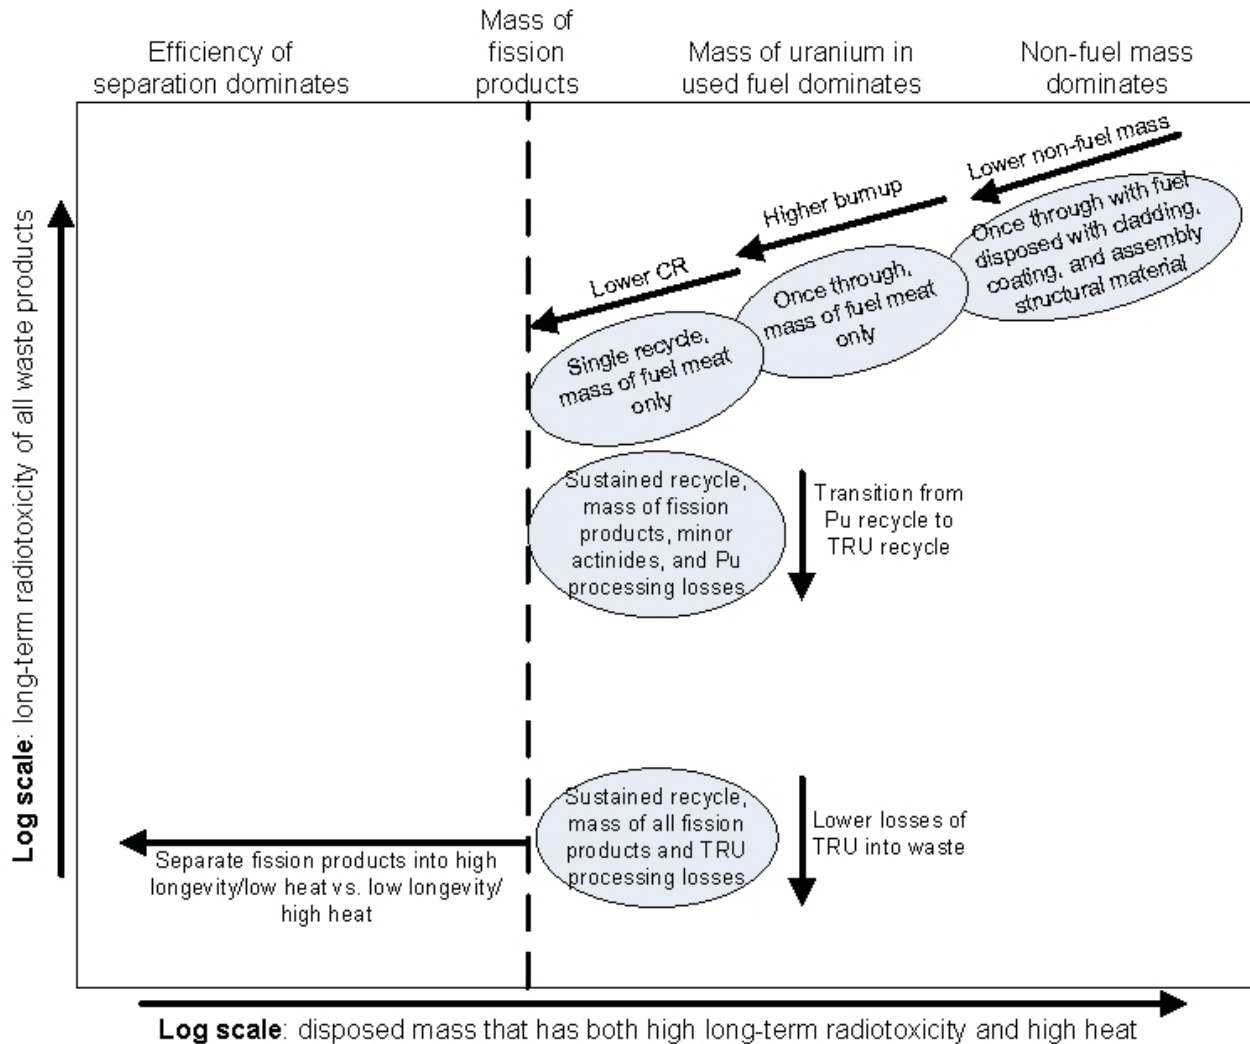 Efficiency of
separation dominates
Mass of
fission
products
Mass of uranium in
used fuel dominates
Non-fuel mass
dominates
Lower non-fuel mass
Higher burnup
Lower CR
Once through with fuel
disposed with cladding,
coating, and assembly
structural material
Once through,
mass of fuel meat
only
Single recycle,
mass of fuel meat
only
Sustained recycle,
mass of fission
products, minor
actinides, and Pu
processing losses
Transition from
Pu recycle to
TRU recycle
Sustained recycle,
mass of all fission
products and TRU
processing losses
Lower losses of
TRU into waste
Separate fission products into high
longevity/low heat vs. low longevity/
high heat
Log scale: long-term radiotoxicity of all waste products
Log scale: disposed mass that has both high long-term radiotoxicity and high heat